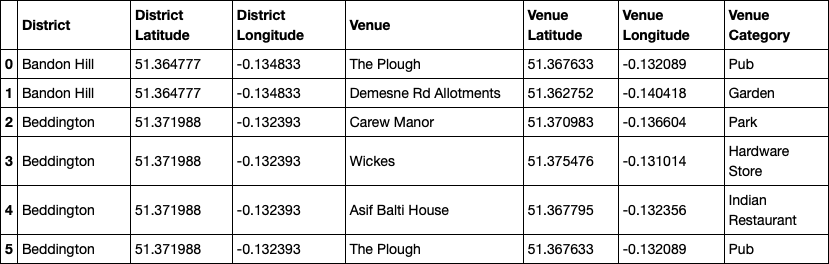 District District Latitude District Longitude Venue Venue Latitude Venue Longitude Venue Category
0 Bandon Hill 51.364777 -0.134833 The Plough 51.367633 -0.132089 Pub
1 Bandon Hill 51.364777 -0.134833 Demesne Rd Allotments 51.362752 -0.140418 Garden
2 Beddington 51.371988 -0.132393 Carew Manor 51.370983 -0.136604 Park
3 Beddington 51.371988 -0.132393 Wickes 51.375476 -0.131014 Hardware Store
4 Beddington 51.371988 -0.132393 Asif Balti House 51.367795 -0.132356 Indian Restaurant
5 Beddington 51.371988 -0.132393 The Plough 51.367633 -0.132089 Pub